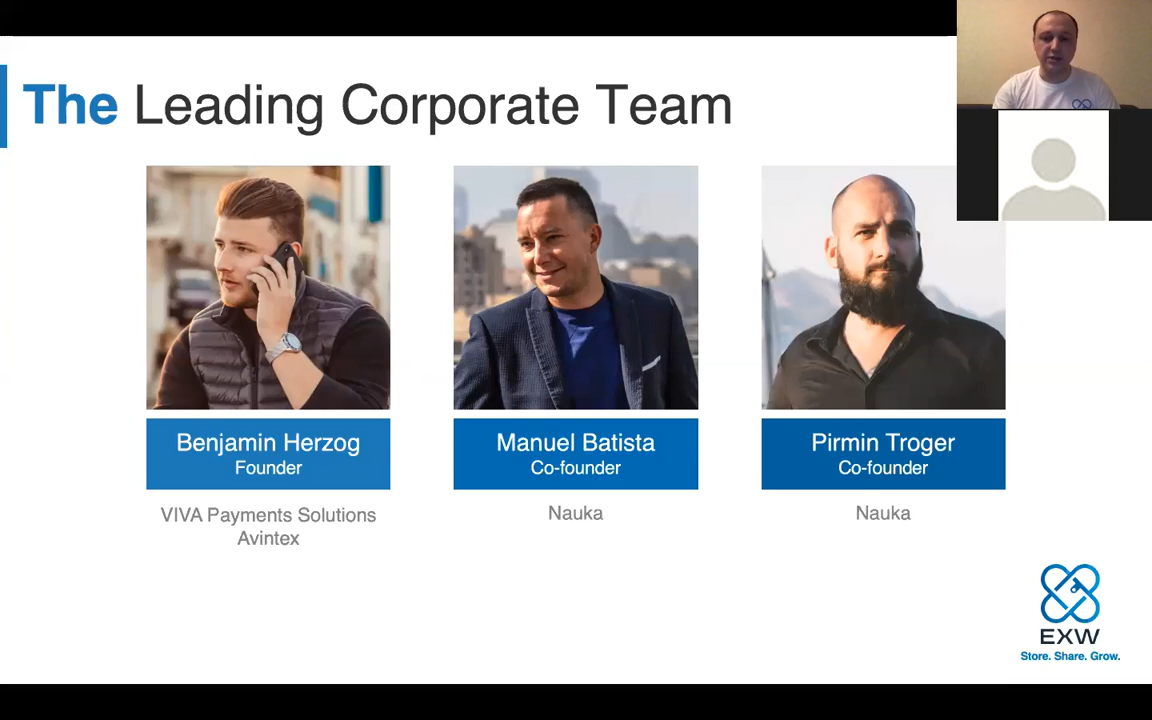 The Leading Corporate Team
Benjamin Herzog
Founder
VIVA Payments Solutions
Avintex
Manuel Batista
Co-founder
Nauka
Pirmin Troger
Co-founder
Nauka
EXW
Store. Share. Grow.